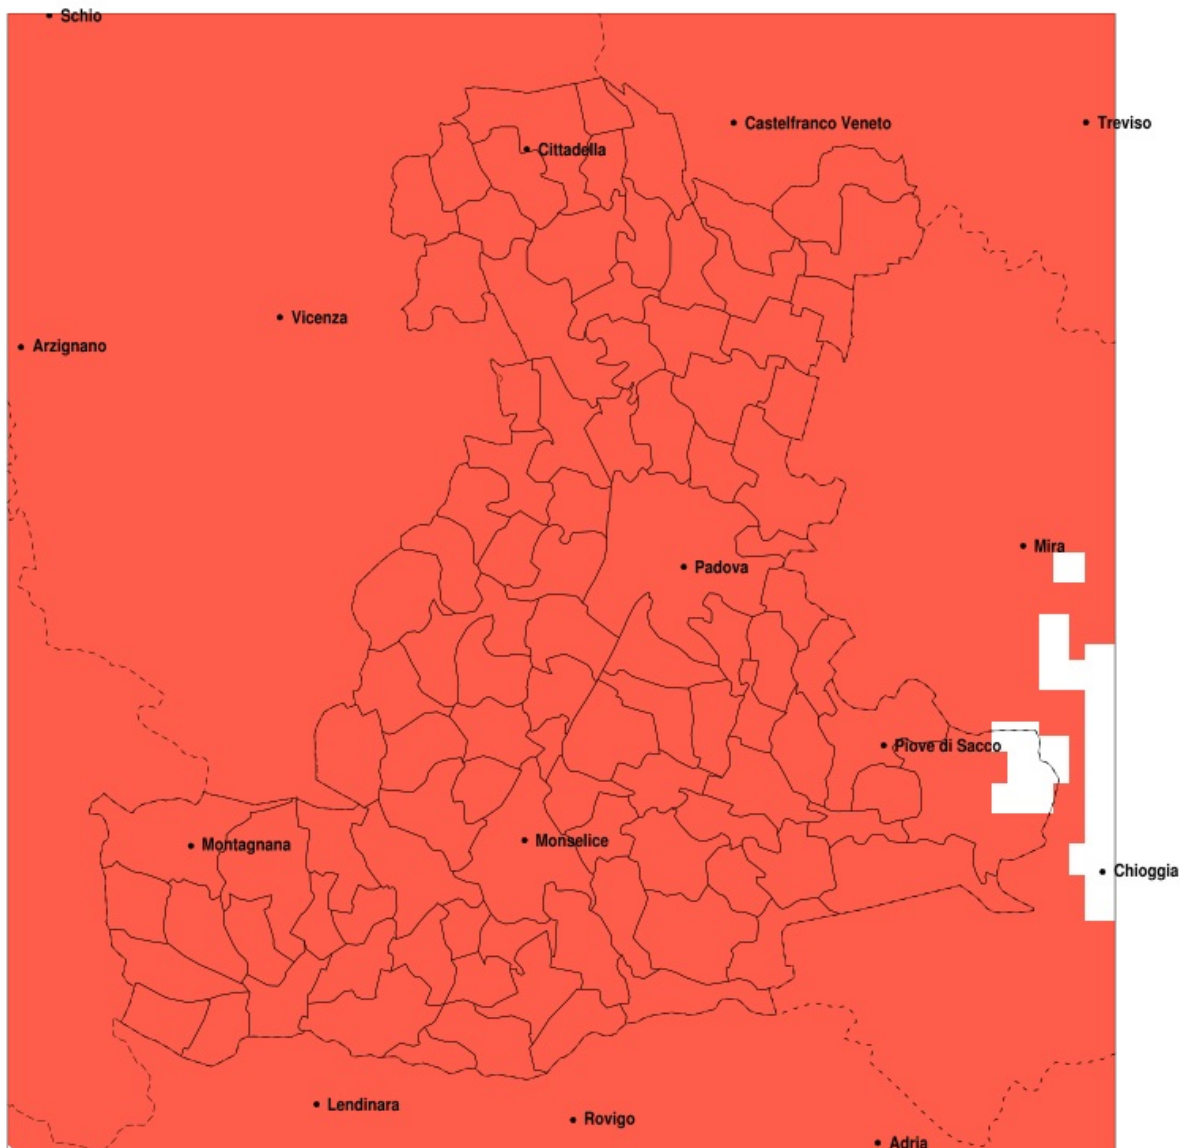 Schio
Castelfranco Veneto
Treviso
Cittadella
Vicenza
Arzignano
Mira
Padova
Piove di Sacco
Montagnana
Monselice
Chioggia
Lendinara
Rovigo
Adria